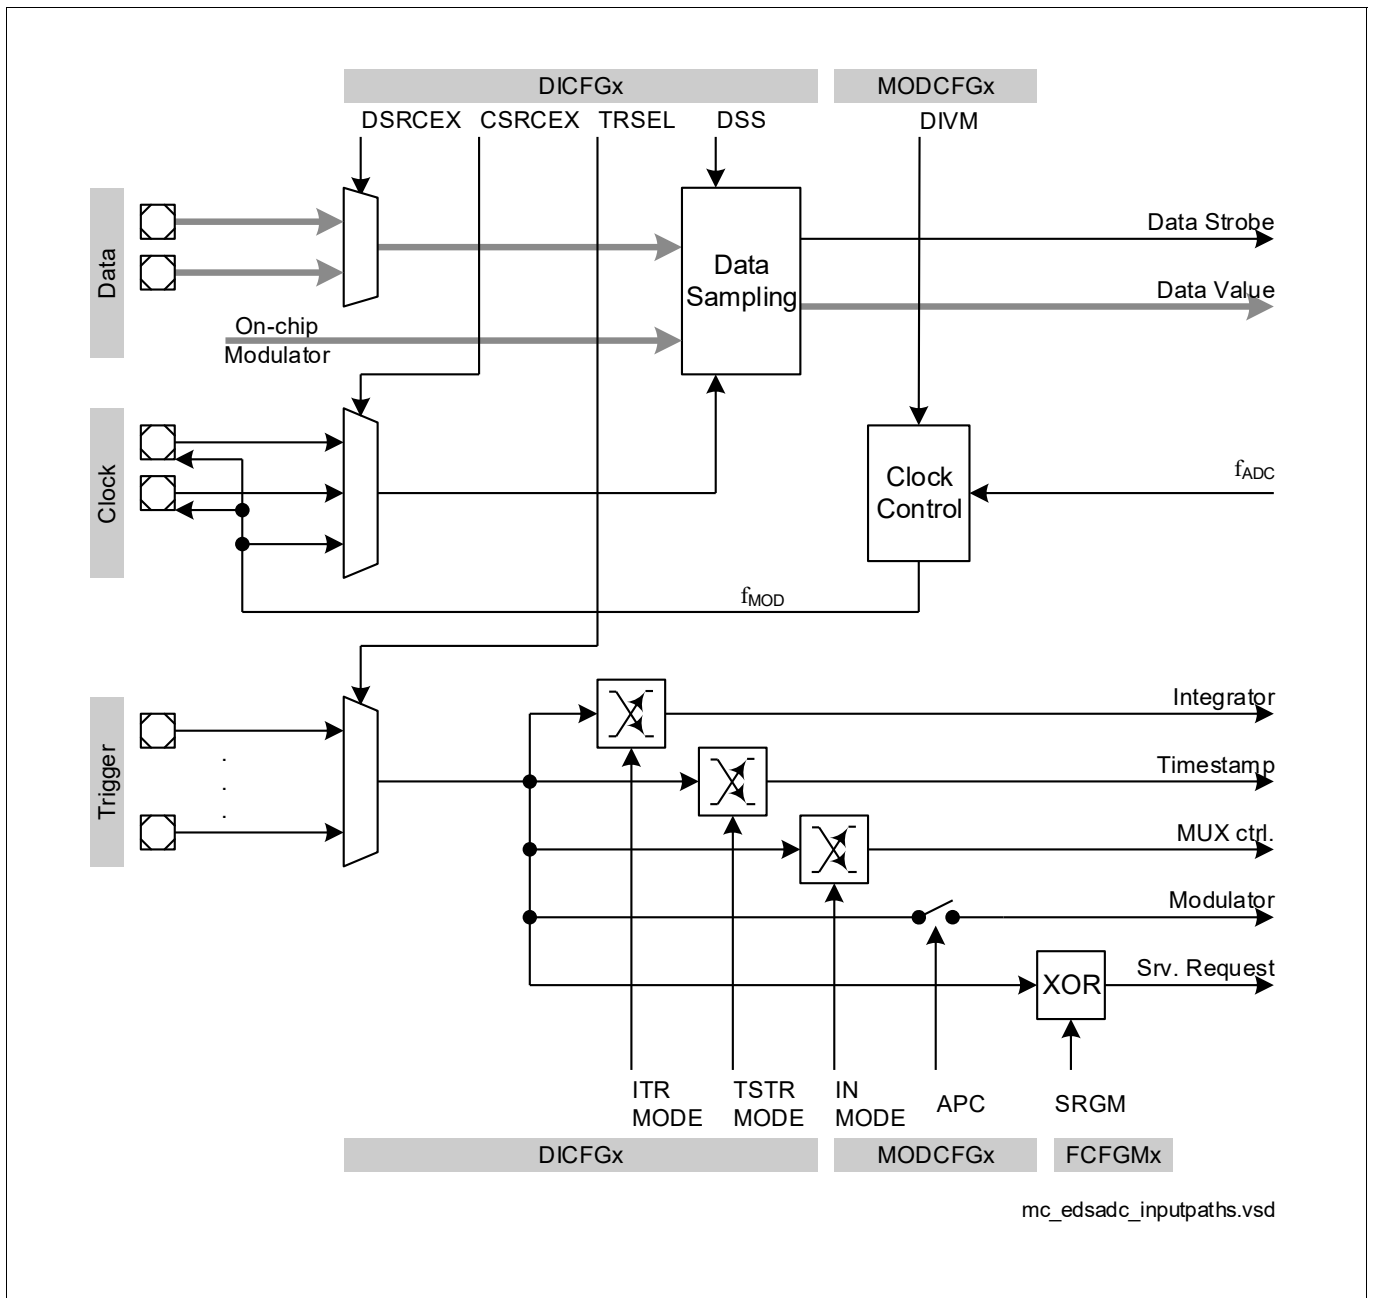 DICFGx
MODCFGx
DSRCEX
CSRCEX
TRSEL
DSS
DIVM
Data
On-chip
Modulator
Data
Sampling
Data Strobe
Data Value
Clock
Clock
Control
fADC
fMOD
Trigger
Integrator
Timestamp
MUX ctrl.
Modulator
XOR
Srv. Request
ITR
MODE
TSTR
MODE
IN
MODE
APC
SRGM
DICFGx
MODCFGx
FCFGMx
mc_edsadc_inputpaths.vsd